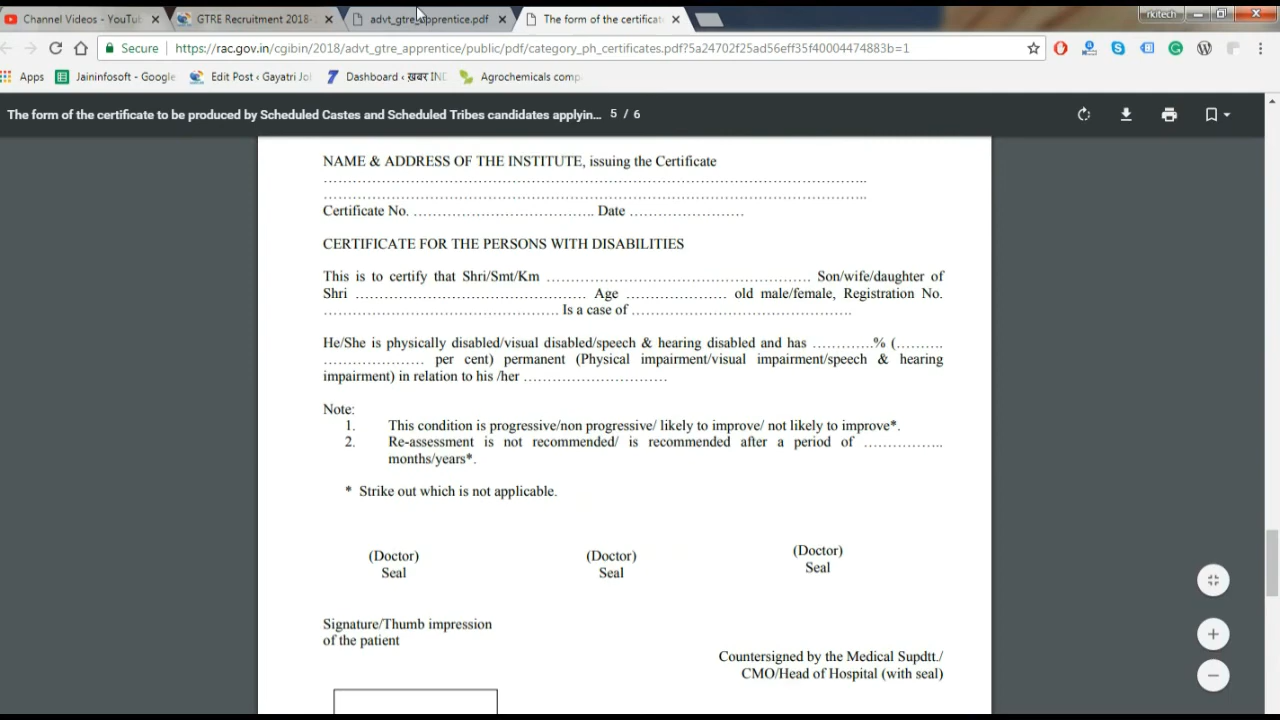 Channel Videos - YouTu
GTRE Recruitment 2018-
advt_gtre_apprentice.pdf
The form of the certificate
rkitech
Secure
https://rac.gov.in/cgibin/2018/advt_gtre_apprentice/public/pdf/category_ph_certificates.pdf?5a24702f25ad56eff35f40004474883b=1
Apps
Jaininfosoft - Google
Edit Post ‹ Gayatri Jo
Dashboard ‹ ख़बर IND
Agrochemicals comp
The form of the certificate to be produced by Scheduled Castes and Scheduled Tribes candidates applyin... 5 / 6
NAME & ADDRESS OF THE INSTITUTE, issuing the Certificate
………………………………………………………………………………………..
………………………………………………………………………………………..
Certificate No. ………………………………. Date ……………………
CERTIFICATE FOR THE PERSONS WITH DISABILITIES
This is to certify that Shri/Smt/Km ………………………………………………. Son/wife/daughter of
Shri …………………………………………. Age ………………… old male/female, Registration No.
…………………………………………. Is a case of ……………………………………….
He/She is physically disabled/visual disabled/speech & hearing disabled and has ………….% (………
………………… per cent) permanent (Physical impairment/visual impairment/speech & hearing
impairment) in relation to his /her …………………………
Note:
1. This condition is progressive/non progressive/ likely to improve/ not likely to improve*.
2. Re-assessment is not recommended/ is recommended after a period of ……………..
months/years*.
* Strike out which is not applicable.
(Doctor) (Doctor) (Doctor)
Seal Seal Seal
Signature/Thumb impression
of the patient
Countersigned by the Medical Supdtt./
CMO/Head of Hospital (with seal)